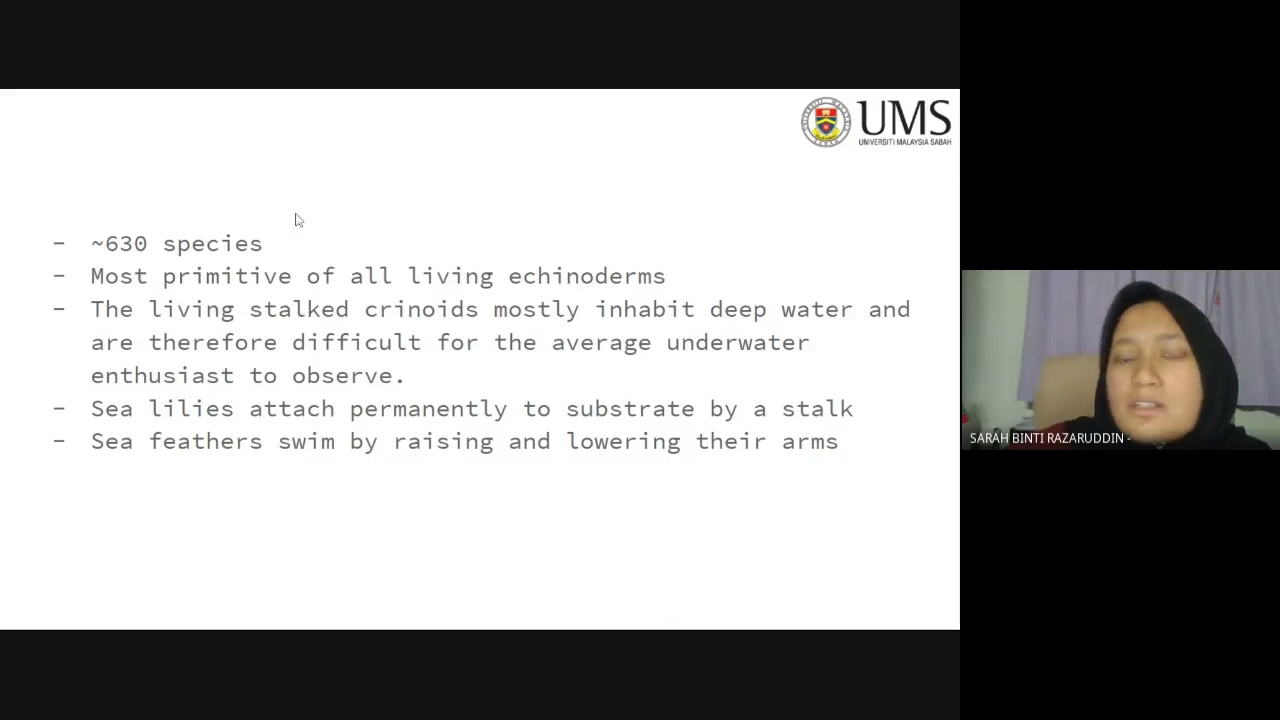 UMS
UNIVERSITI MALAYSIA SABAH
- ~630 species
- Most primitive of all living echinoderms
- The living stalked crinoids mostly inhabit deep water and
are therefore difficult for the average underwater
enthusiast to observe.
- Sea lilies attach permanently to substrate by a stalk
- Sea feathers swim by raising and lowering their arms
SARAH BINTI RAZARUDDIN -